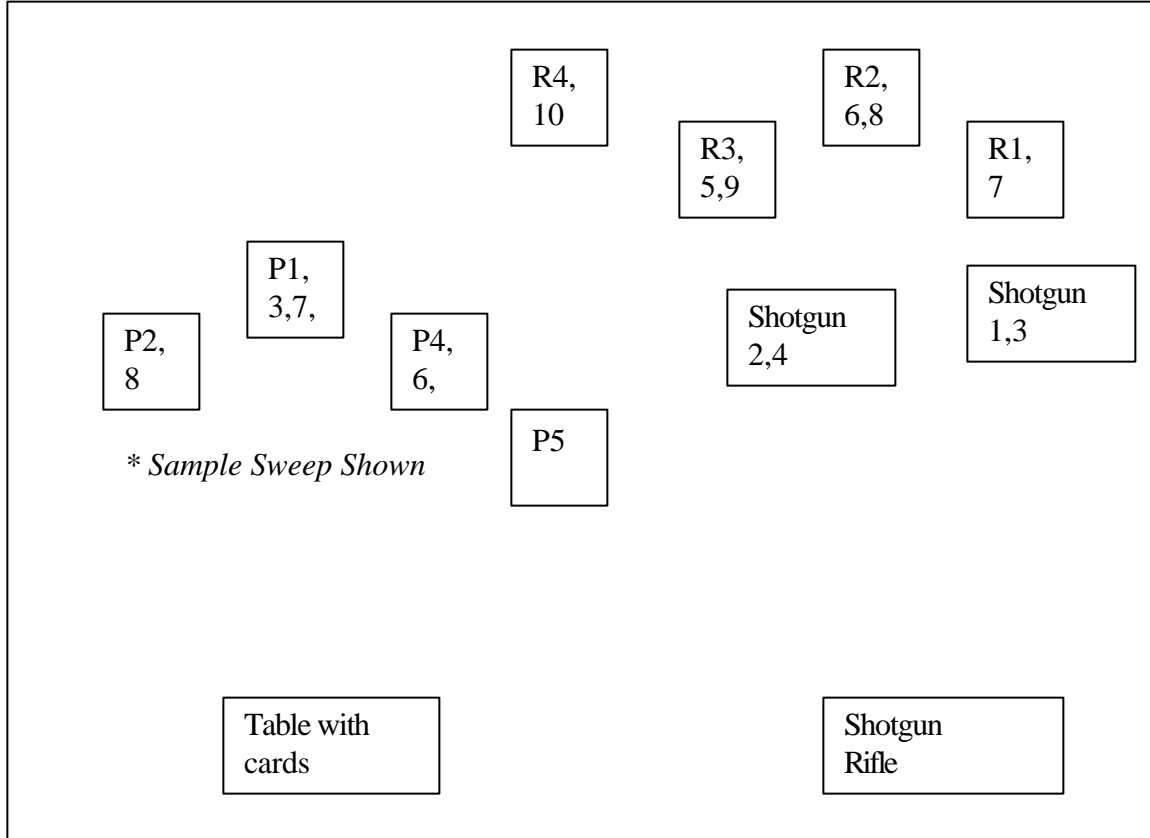 R4,
10
R2,
6,8
R3,
5,9
R1,
7
P1,
3,7,
Shotgun
1,3
Shotgun
2,4
P2,
8
P4,
6,
P5
* Sample Sweep Shown
Table with
cards
Shotgun
Rifle